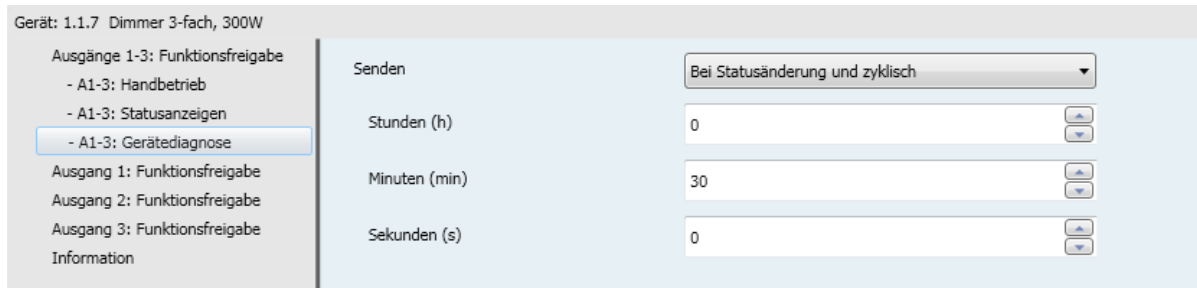 Gerät: 1.1.7 Dimmer 3-fach, 300W
Ausgänge 1-3: Funktionsfreigabe
- A1-3: Handbetrieb
- A1-3: Statusanzeigen
- A1-3: Gerätediagnose
Ausgang 1: Funktionsfreigabe
Ausgang 2: Funktionsfreigabe
Ausgang 3: Funktionsfreigabe
Information
Senden Bei Statusänderung und zyklisch
Stunden (h) 0
Minuten (min) 30
Sekunden (s) 0